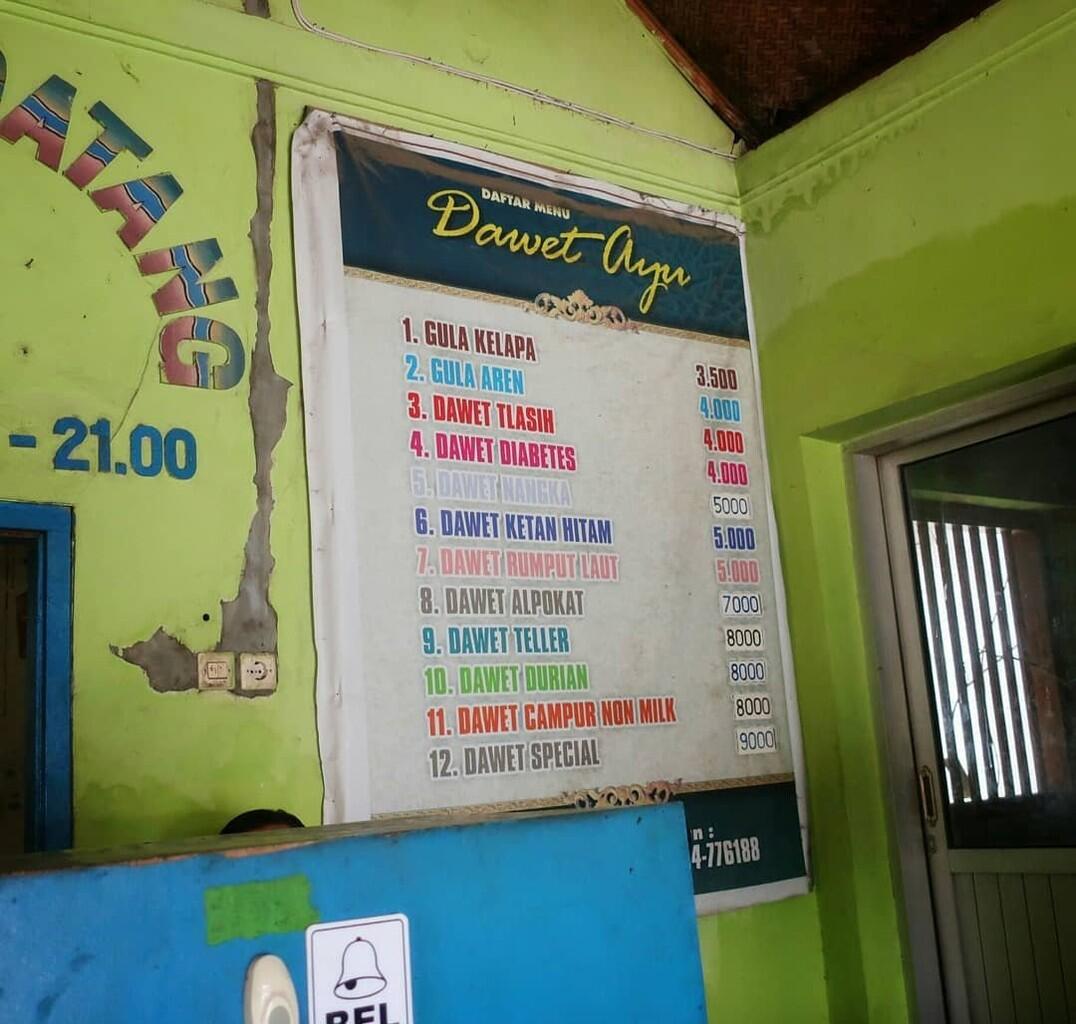 DATANG
- 21.00
DAFTAR MENU
Dawet Ayu
1. GULA KELAPA 3.500
2. GULA AREN 4.000
3. DAWET TLASIH 4.000
4. DAWET DIABETES 4.000
5. DAWET NANGKA 5000
6. DAWET KETAN HITAM 5.000
7. DAWET RUMPUT LAUT 5.000
8. DAWET ALPOKAT 7000
9. DAWET TELLER 8000
10. DAWET DURIAN 8000
11. DAWET CAMPUR NON MILK 8000
12. DAWET SPECIAL 9000
n :
4-776188
BEL